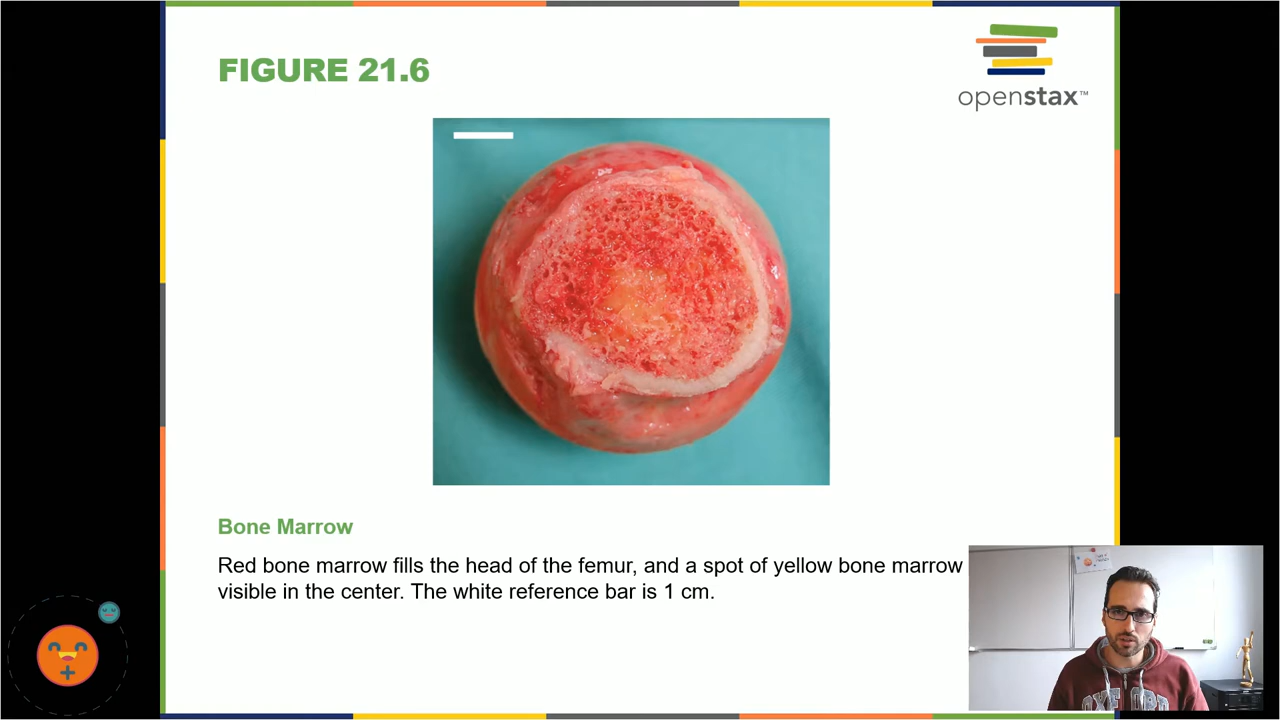 FIGURE 21.6
openstax™
Bone Marrow
Red bone marrow fills the head of the femur, and a spot of yellow bone marrow
visible in the center. The white reference bar is 1 cm.
OXFO